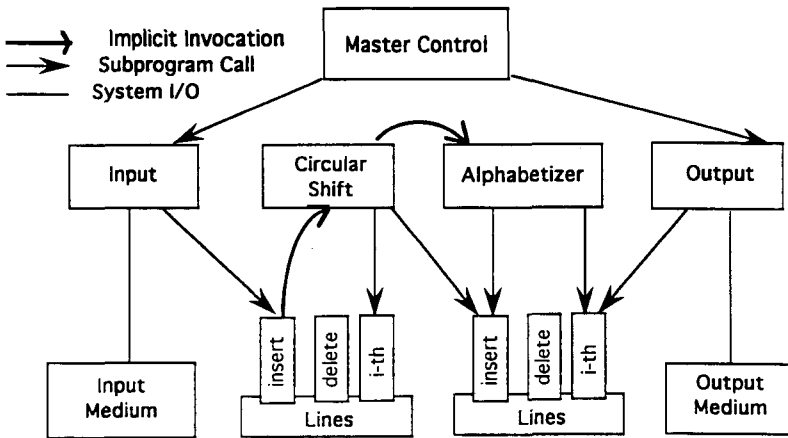 Implicit Invocation
Subprogram Call
System I/O
Master Control
Input
Circular
Shift
Alphabetizer
Output
insert
delete
i-th
insert
delete
i-th
Input
Medium
Lines
Lines
Output
Medium